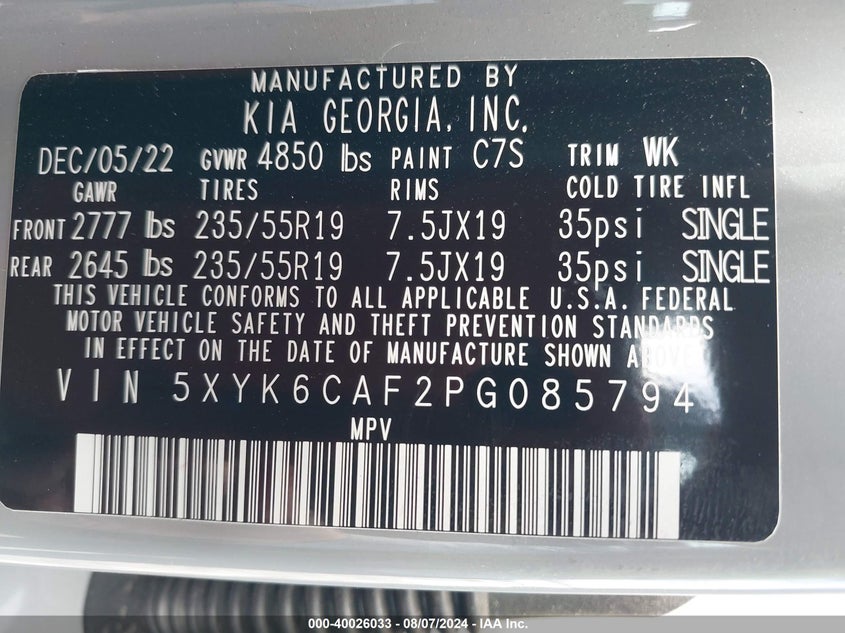 MANUFACTURED BY
KIA GEORGIA, INC.
DEC/05/22 GVWR 4850 lbs PAINT C7S TRIM WK
GAWR TIRES RIMS COLD TIRE INFL
FRONT 2777 lbs 235/55R19 7.5JX19 35psi SINGLE
REAR 2645 lbs 235/55R19 7.5JX19 35psi SINGLE
THIS VEHICLE CONFORMS TO ALL APPLICABLE U.S.A. FEDERAL
MOTOR VEHICLE SAFETY AND THEFT PREVENTION STANDARDS
IN EFFECT ON THE DATE OF MANUFACTURE SHOWN ABOVE.
VIN 5XYK6CAF2PG085794
MPV
000-40026033 - 08/07/2024 - IAA Inc.